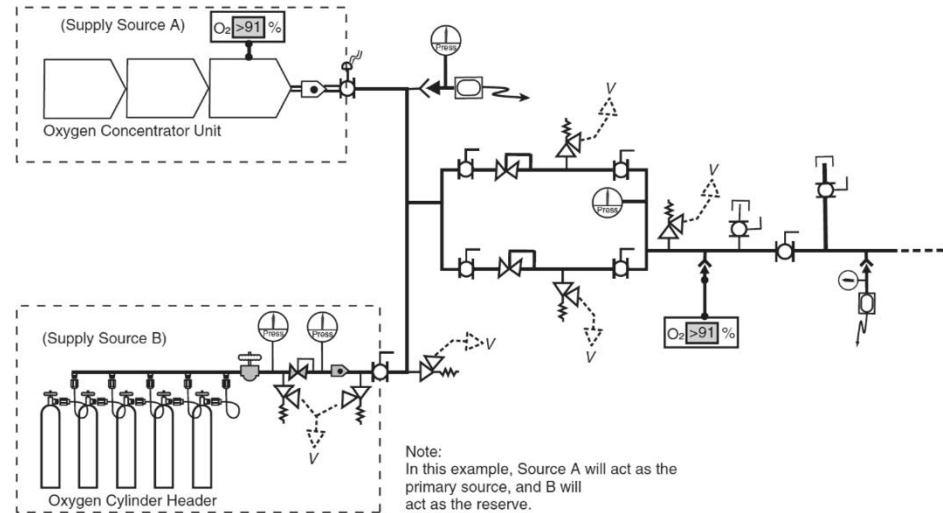 (Supply Source A)
O₂ >91 %
Oxygen Concentrator Unit
Press
V
Press
V
V
O₂ >91 %
V
(Supply Source B)
Press
Press
V
V
Oxygen Cylinder Header
Note:
In this example, Source A will act as the
primary source, and B will
act as the reserve.